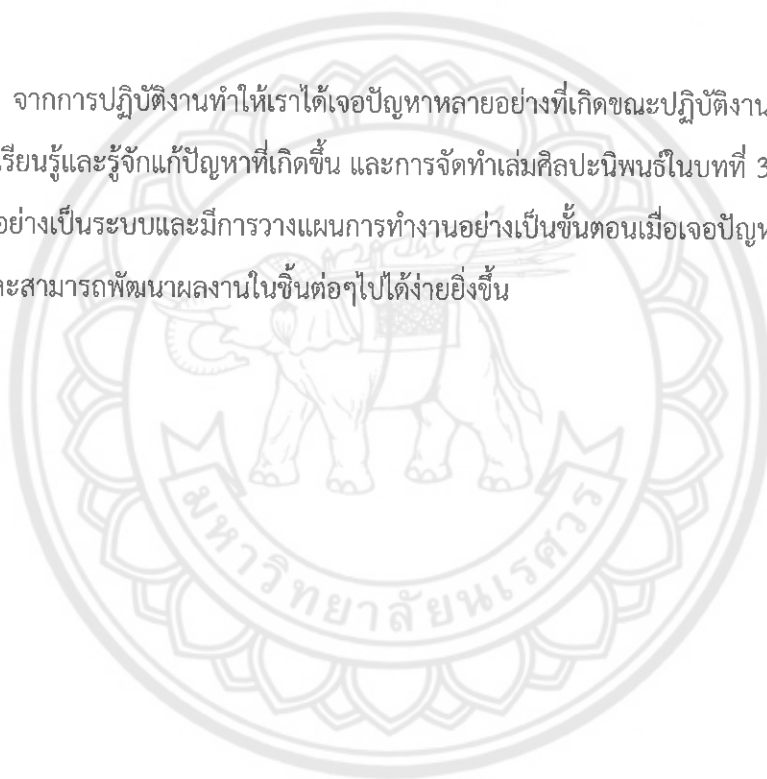 จากการปฏิบัติงานทำให้เราได้เจอปัญหาหลายอย่างที่เกิดขณะปฏิบัติงาน
เรียนรู้และรู้จักแก้ปัญหาที่เกิดขึ้น และการจัดทำเล่มศิลปะนิพนธ์ในบทที่ 3
อย่างเป็นระบบและมีการวางแผนการทำงานอย่างเป็นขั้นตอนเมื่อเจอปัญห
ละสามารถพัฒนาผลงานในชิ้นต่อๆไปได้ง่ายยิ่งขึ้น
มหาวิทยาลัยนเรศวร